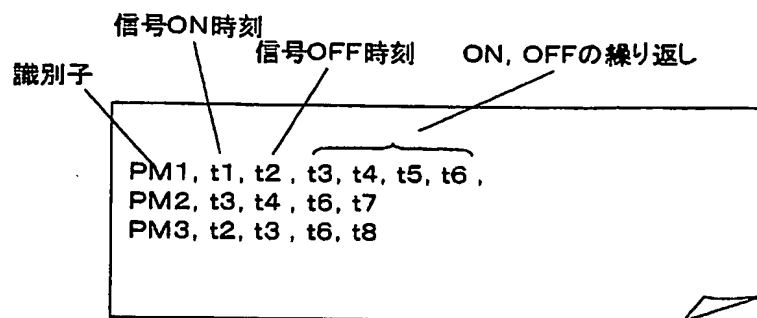 信号ON時刻
信号OFF時刻
ON, OFFの繰り返し
識別子
PM1, t1, t2 , t3, t4, t5, t6 ,
PM2, t3, t4 , t6, t7
PM3, t2, t3 , t6, t8